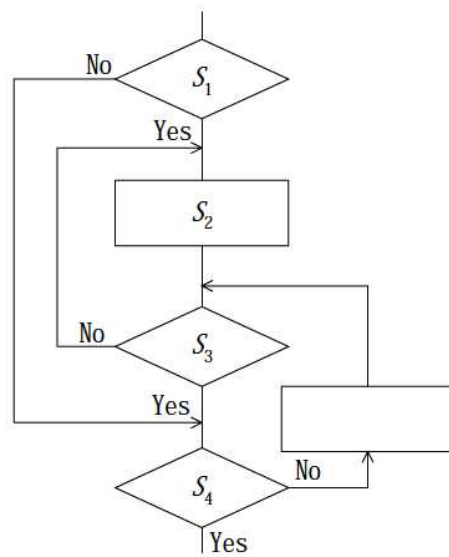 No
S₁
Yes
S₂
No
S₃
Yes
S₄
No
Yes